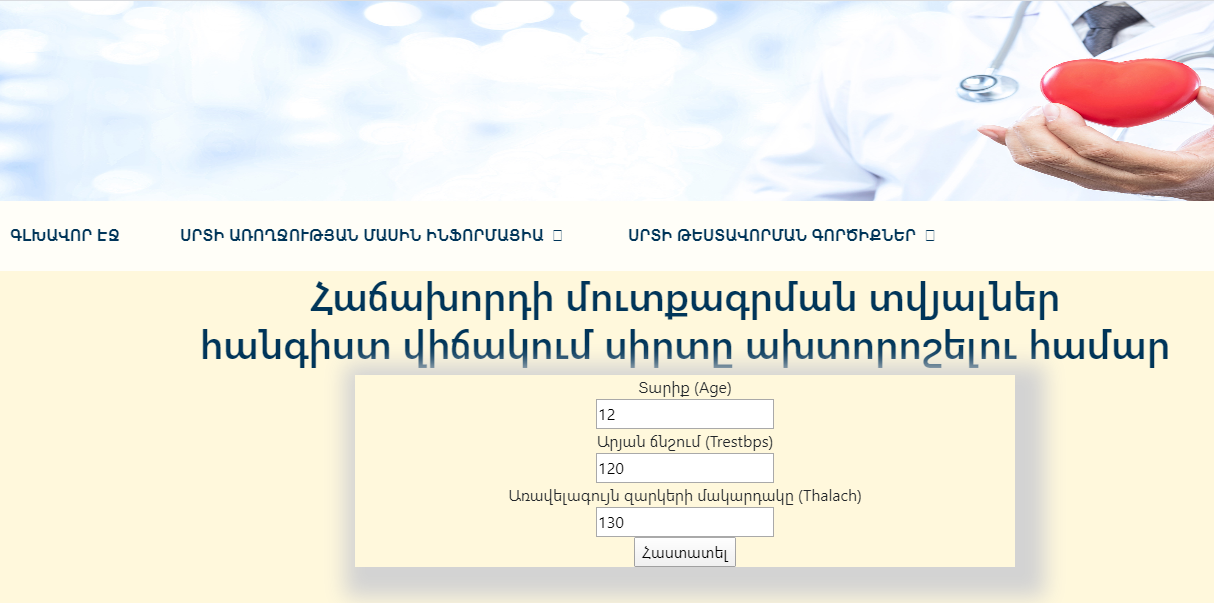 ԳԼԽԱՎՈՐ ԷՋ ՍՐՏԻ ԱՌՈՂՋՈՒԹՅԱՆ ՄԱՍԻՆ ԻՆՖՈՐՄԱՑԻԱ ՍՐՏԻ ԹԵՍՏԱՎՈՐՄԱՆ ԳՈՐԾԻՔՆԵՐ
Հաճախորդի մուտքագրման տվյալներ
հանգիստ վիճակում սիրտը ախտորոշելու համար
Տարիք (Age)
12
Արյան ճնշում (Trestbps)
120
Առավելագույն զարկերի մակարդակը (Thalach)
130
Հաստատել